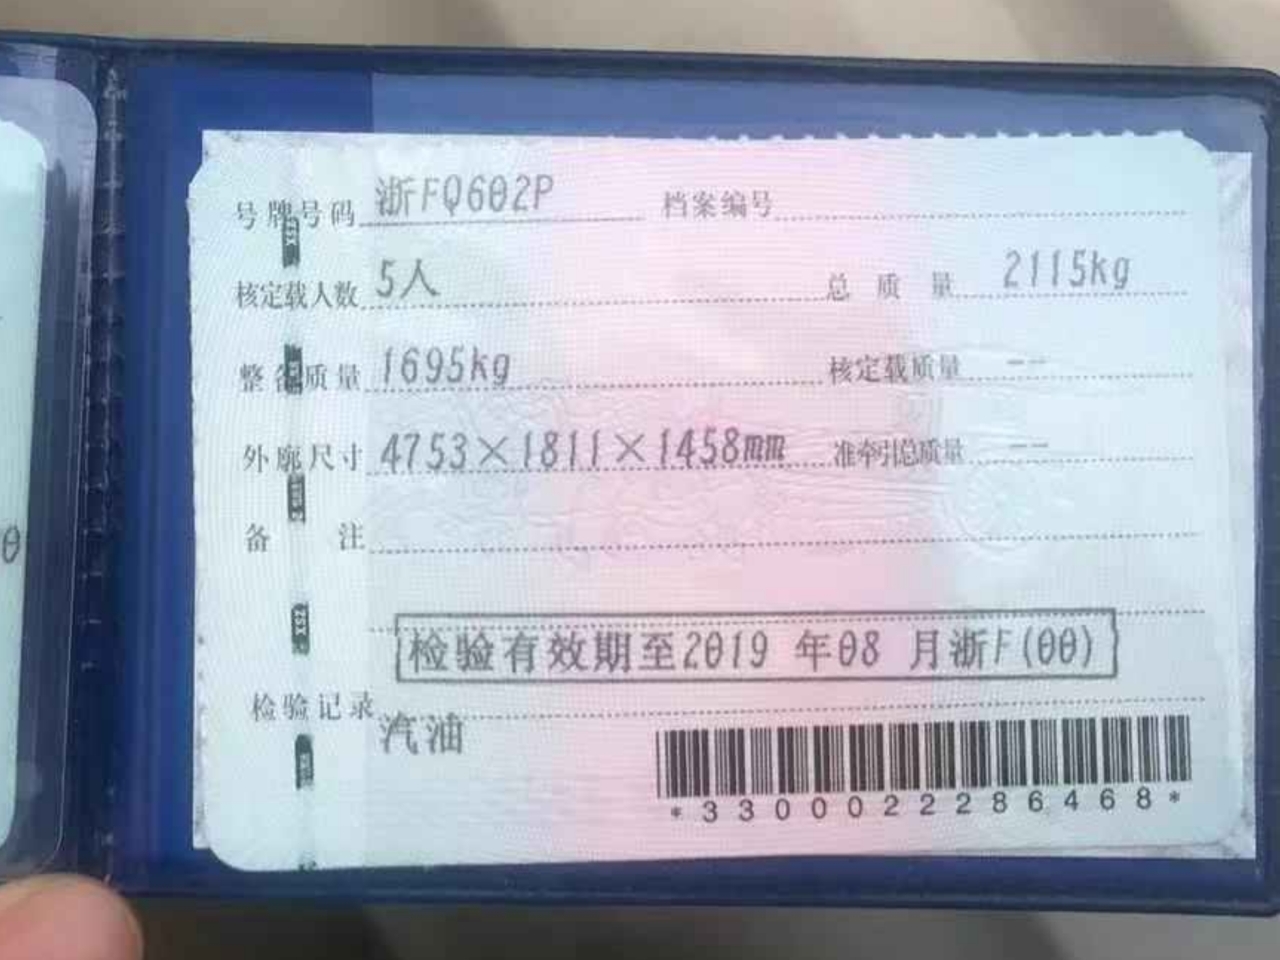 号牌号码 浙FQ602P 档案编号
核定载人数 5人 总质量 2115kg
整备质量 1695kg 核定载质量 --
外廓尺寸 4753×1811×1458mm 准牵引总质量 --
备注
检验有效期至2019 年08 月浙F(00)
检验记录
汽油
*3300022286468*